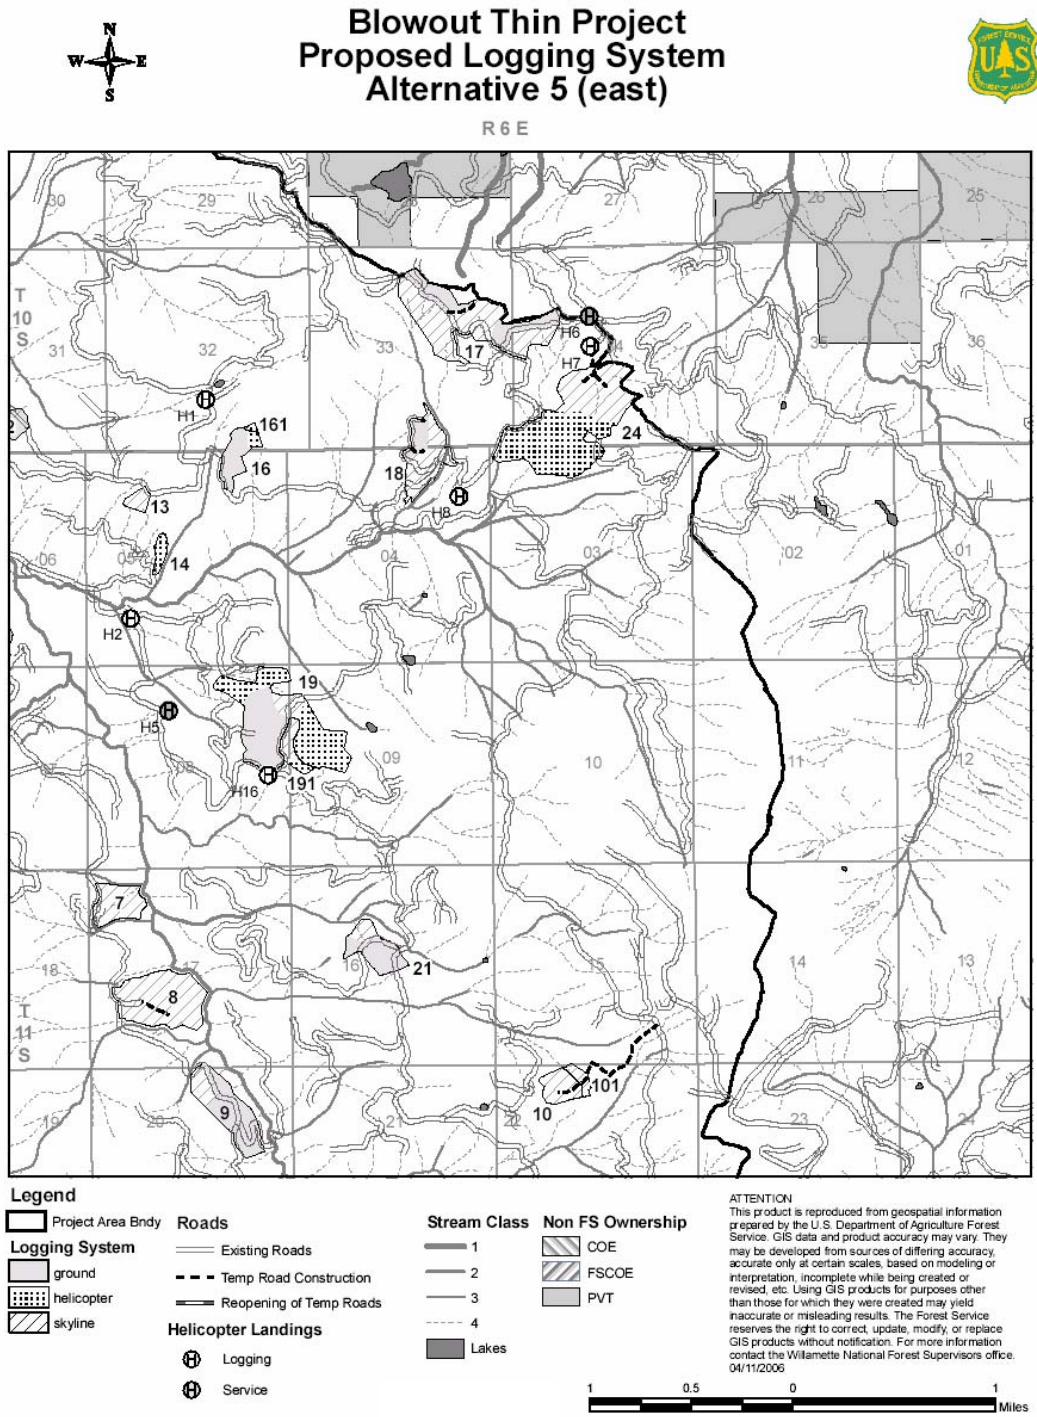 Blowout Thin Project
Proposed Logging System
Alternative 5 (east)
N
W E
S
FOREST SERVICE
US
DEPARTMENT OF AGRICULTURE
R 6 E
30 29 27 26 25
T
10
S
31 32 33 35 36
17
H6
H7
H1
161
24
2
16
18
H8
13
06 05 04 03 02 01
14
H2
19
H5
08 09 10 11 12
H16 191
7
18 17 16 21 15 14 13
8
T
11
S
101
10
9
19 20 21 22 23 24
Legend
Project Area Bndy
Logging System
ground
helicopter
skyline
Roads
Existing Roads
Temp Road Construction
Reopening of Temp Roads
Helicopter Landings
Logging
Service
Stream Class
1
2
3
4
Lakes
Non FS Ownership
COE
FSCOE
PVT
ATTENTION
This product is reproduced from geospatial information
prepared by the U.S. Department of Agriculture Forest
Service. GIS data and product accuracy may vary. They
may be developed from sources of differing accuracy,
accurate only at certain scales, based on modeling or
interpretation, incomplete while being created or
revised, etc. Using GIS products for purposes other
than those for which they were created may yield
inaccurate or misleading results. The Forest Service
reserves the right to correct, update, modify, or replace
GIS products without notification. For more information
contact the Willamette National Forest Supervisors office.
04/11/2006
1 0.5 0 1
Miles